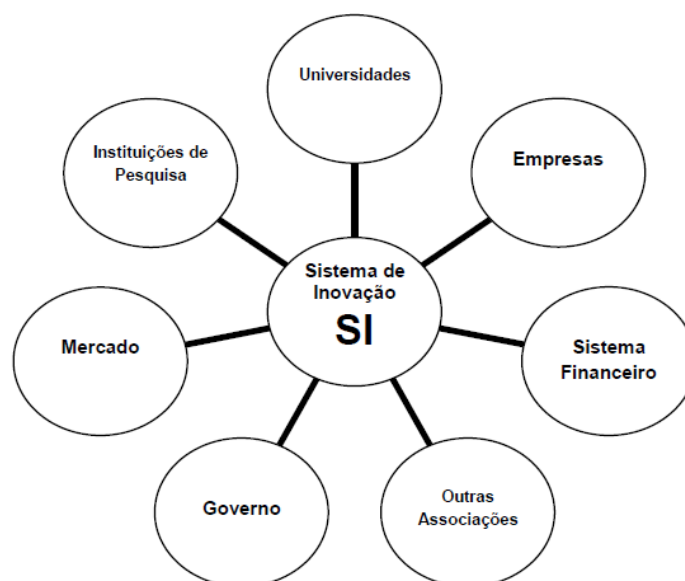 Universidades
Instituições de
Pesquisa
Empresas
Sistema de
Inovação
SI
Mercado
Sistema
Financeiro
Governo
Outras
Associações